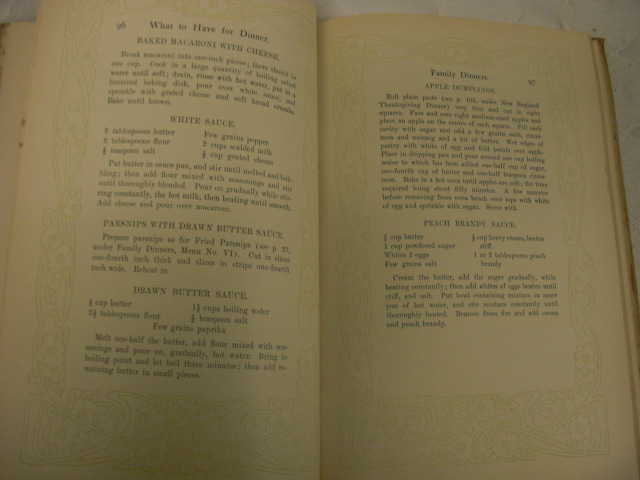 96 What to Have for Dinner.
BAKED MACARONI WITH CHEESE.
Break macaroni into one-inch pieces; there should be
one cup. Cook in a large quantity of boiling salted
water until soft; drain, rinse with hot water, put in a
buttered baking dish, pour over white sauce, and
sprinkle with grated cheese and soft bread crumbs.
Bake until brown.
WHITE SAUCE.
2 tablespoons butter Few grains pepper
2 tablespoons flour 2 cups scalded milk
teaspoon salt cup grated cheese
Put butter in sauce pan, and stir until melted and bub-
bling; then add flour mixed with seasonings and stir
until thoroughly blended. Pour on gradually while stir-
ring constantly, the hot milk, then beating until smooth.
Add cheese and pour over macaroni.
PARSNIPS WITH DRAWN BUTTER SAUCE.
Prepare parsnips as for Fried Parsnips (see p. 27,
under Family Dinners, Menu No. VI). Cut in slices
one-fourth inch thick and slices in strips one-fourth
inch wide. Reheat in
DRAWN BUTTER SAUCE.
cup butter 1½ cups boiling water
2½ tablespoons flour ½ teaspoon salt
Few grains paprika
Melt one-half the butter, add flour mixed with sea-
sonings and pour on, gradually, hot water. Bring to
boiling point and let boil three minutes; then add re-
maining butter in small pieces.
Family Dinners. 97
APPLE DUMPLINGS.
Roll plain paste (see p. 169, under New England
Thanksgiving Dinner) very thin and cut in eight
squares. Pare and core eight medium-sized apples and
place an apple on the centre of each square. Fill each
cavity with sugar and add a few grains each, cinna-
mon and nutmeg and a bit of butter. Wet edges of
pastry with white of egg and fold points over apple.
Place in dripping pan and pour around one cup boiling
water to which has been added one-half cup of sugar,
one-fourth cup of butter and one-half teaspoon cinna-
mon. Bake in a hot oven until apples are soft; the time
required being about fifty minutes. A few minutes
before removing from oven brush over tops with white
of egg and sprinkle with sugar. Serve with
PEACH BRANDY SAUCE.
cup butter cup heavy cream, beaten
1 cup powdered sugar stiff
Whites 2 eggs 1 or 2 tablespoons peach
Few grains salt brandy
Cream the butter, add the sugar gradually, while
beating constantly; then add whites of eggs beaten until
stiff, and salt. Put bowl containing mixture in sauce
pan of hot water, and stir mixture constantly until
thoroughly heated. Remove from fire and add cream
and peach brandy.